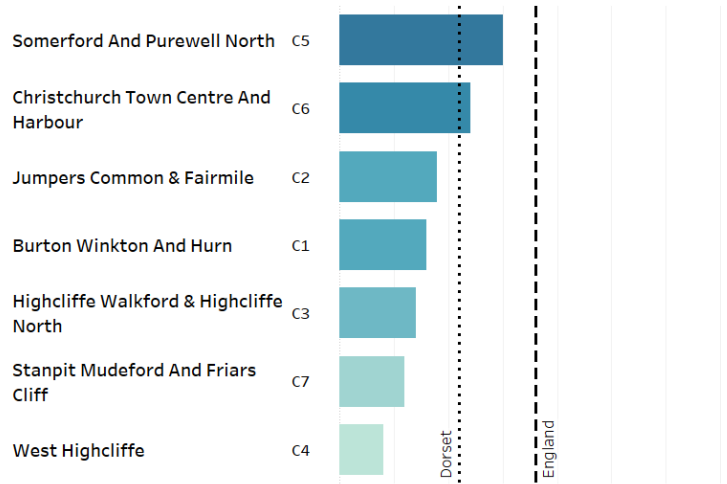 Somerford And Purewell North C5
Christchurch Town Centre And
Harbour C6
Jumpers Common & Fairmile C2
Burton Winkton And Hurn C1
Highcliffe Walkford & Highcliffe
North C3
Stanpit Mudeford And Friars
Cliff C7
West Highcliffe C4
Dorset
England